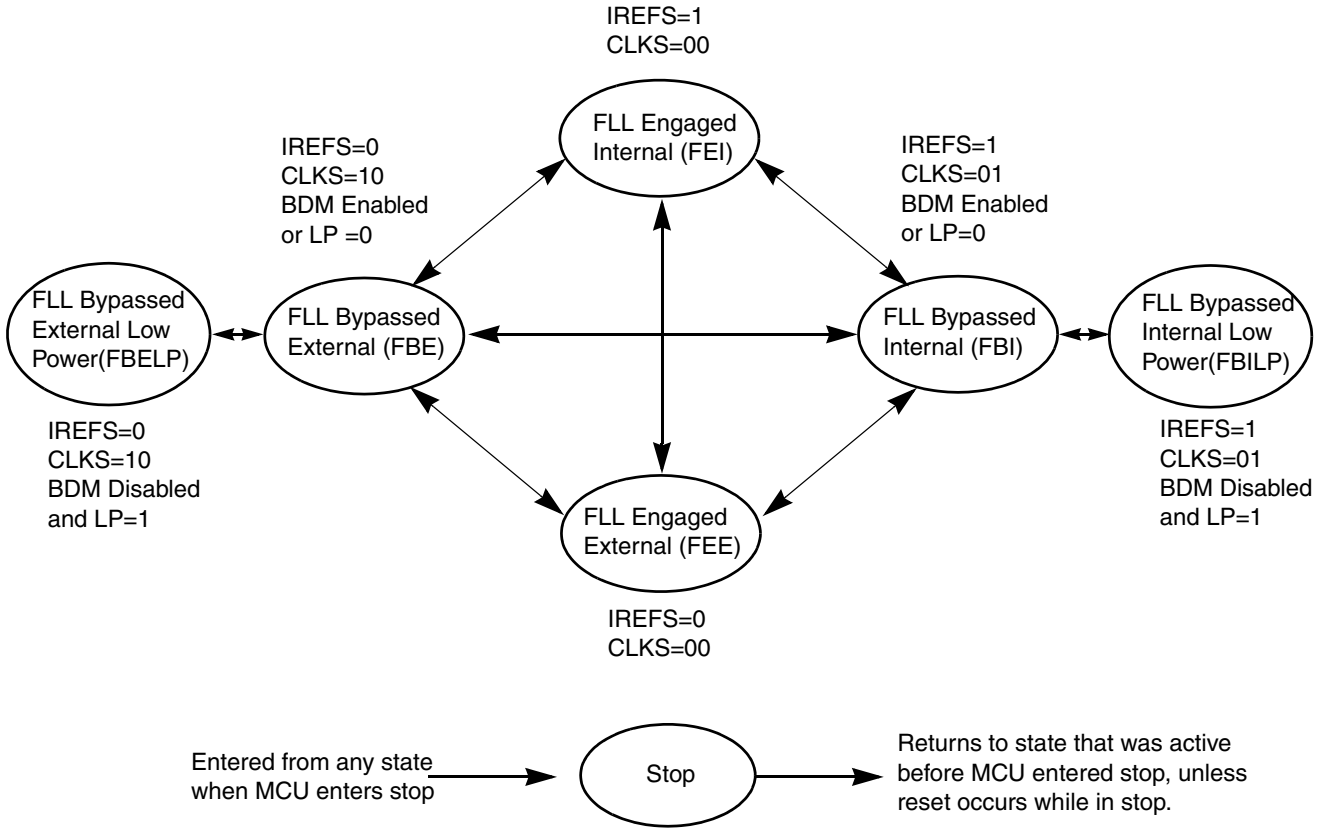 IREFS=1
CLKS=00
FLL Engaged
Internal (FEI)
IREFS=0
CLKS=10
BDM Enabled
or LP =0
IREFS=1
CLKS=01
BDM Enabled
or LP=0
FLL Bypassed
External Low
Power(FBELP)
FLL Bypassed
External (FBE)
FLL Bypassed
Internal (FBI)
FLL Bypassed
Internal Low
Power(FBILP)
IREFS=0
CLKS=10
BDM Disabled
and LP=1
IREFS=1
CLKS=01
BDM Disabled
and LP=1
FLL Engaged
External (FEE)
IREFS=0
CLKS=00
Entered from any state
when MCU enters stop
Stop
Returns to state that was active
before MCU entered stop, unless
reset occurs while in stop.